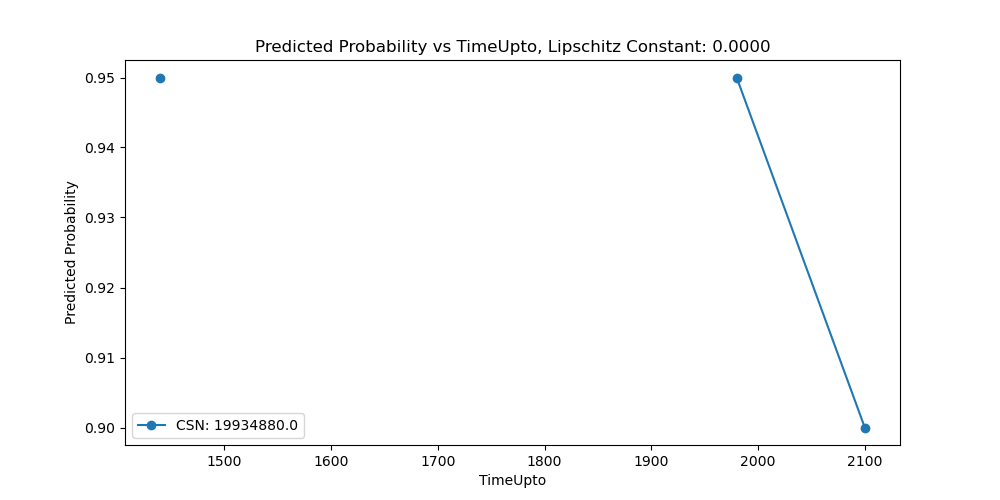 Predicted Probability vs TimeUpto, Lipschitz Constant: 0.0000
Predicted Probability
0.95
0.94
0.93
0.92
0.91
0.90
CSN: 19934880.0
1500 1600 1700 1800 1900 2000 2100
TimeUpto